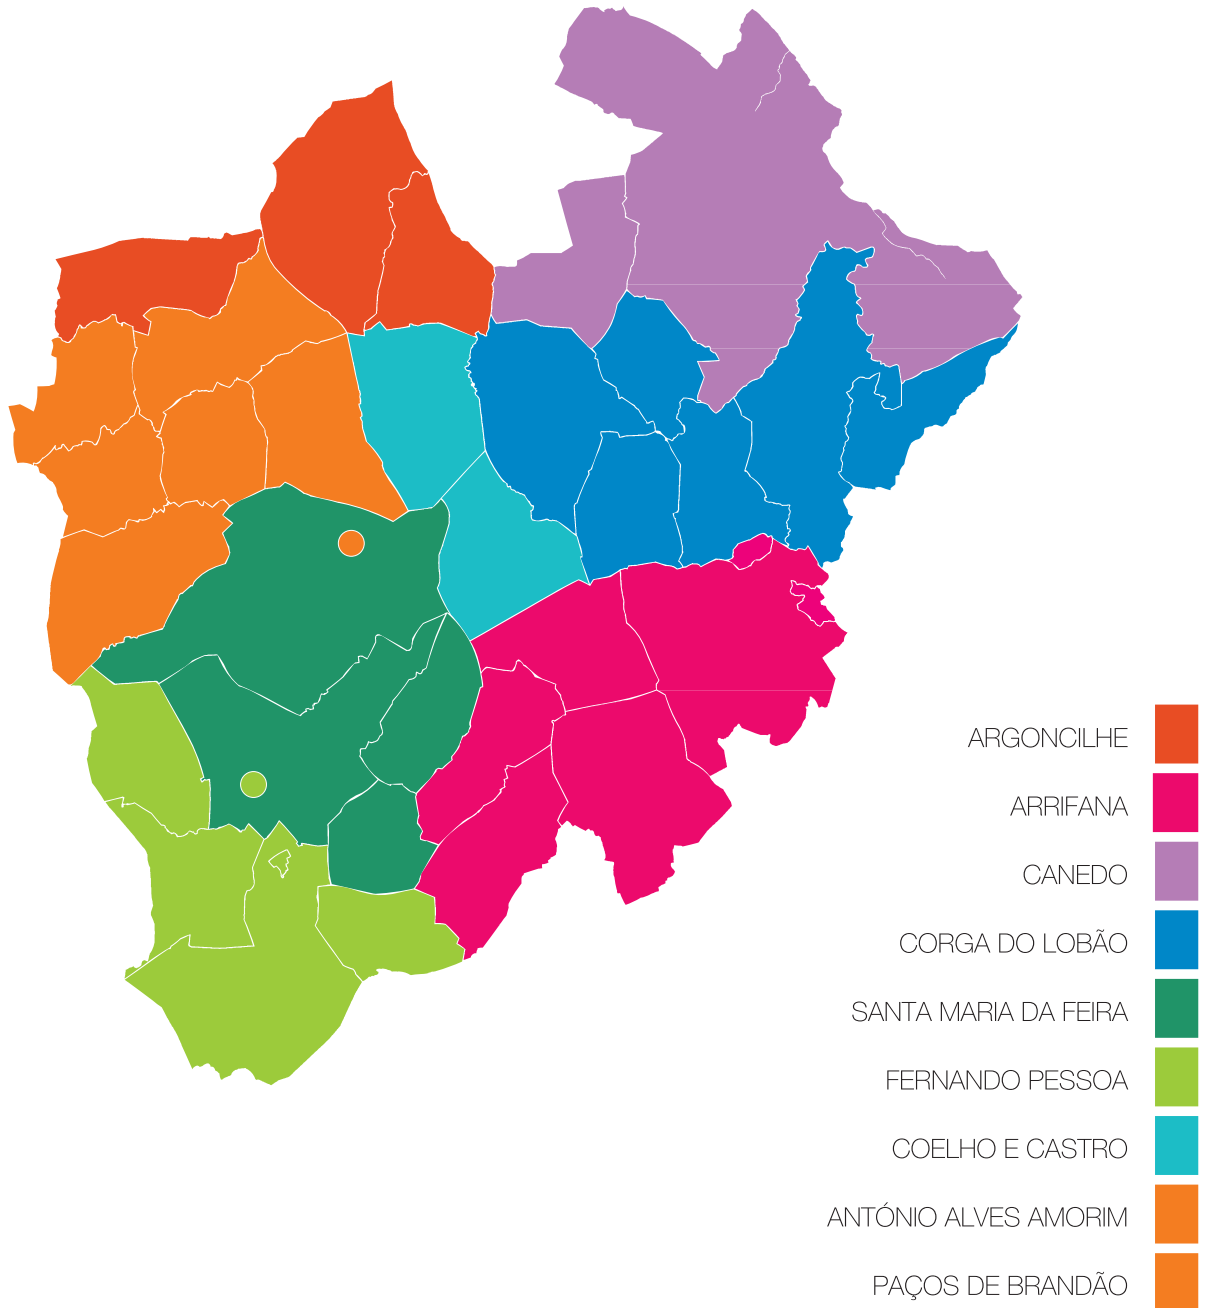 ARGONCILHE
ARRIFANA
CANEDO
CORGA DO LOBÃO
SANTA MARIA DA FEIRA
FERNANDO PESSOA
COELHO E CASTRO
ANTÓNIO ALVES AMORIM
PAÇOS DE BRANDÃO